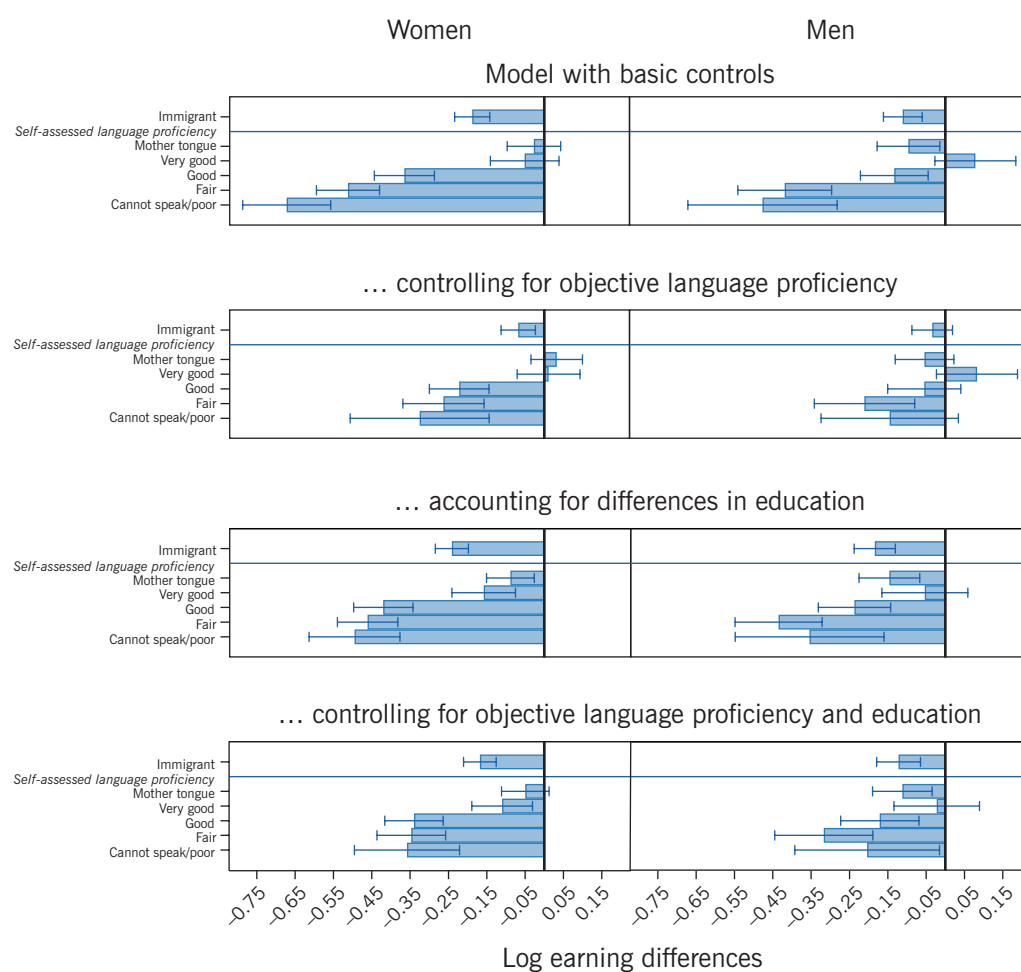 Women Men
Model with basic controls
Immigrant
Self-assessed language proficiency
Mother tongue
Very good
Good
Fair
Cannot speak/poor
… controlling for objective language proficiency
Immigrant
Self-assessed language proficiency
Mother tongue
Very good
Good
Fair
Cannot speak/poor
… accounting for differences in education
Immigrant
Self-assessed language proficiency
Mother tongue
Very good
Good
Fair
Cannot speak/poor
… controlling for objective language proficiency and education
Immigrant
Self-assessed language proficiency
Mother tongue
Very good
Good
Fair
Cannot speak/poor
−0.75 −0.65 −0.55 −0.45 −0.35 −0.25 −0.15 −0.05 0.05 0.15 −0.75 −0.65 −0.55 −0.45 −0.35 −0.25 −0.15 −0.05 0.05 0.15
Log earning differences